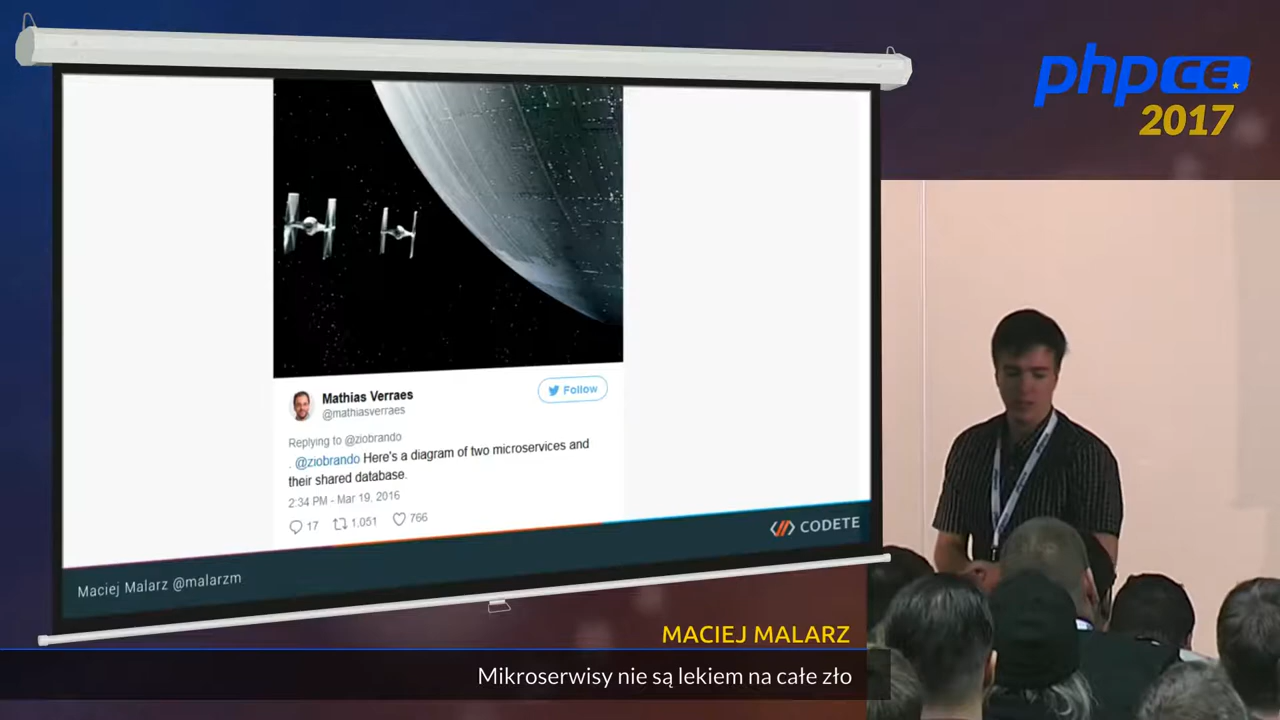 phpCE
2017
Mathias Verraes
@mathiasverraes
Follow
Replying to @ziobrando
. @ziobrando Here's a diagram of two microservices and
their shared database.
2:34 PM - Mar 19, 2016
17 1,051 766
CODETE
Maciej Malarz @malarzm
MACIEJ MALARZ
Mikroserwisy nie są lekiem na całe zło